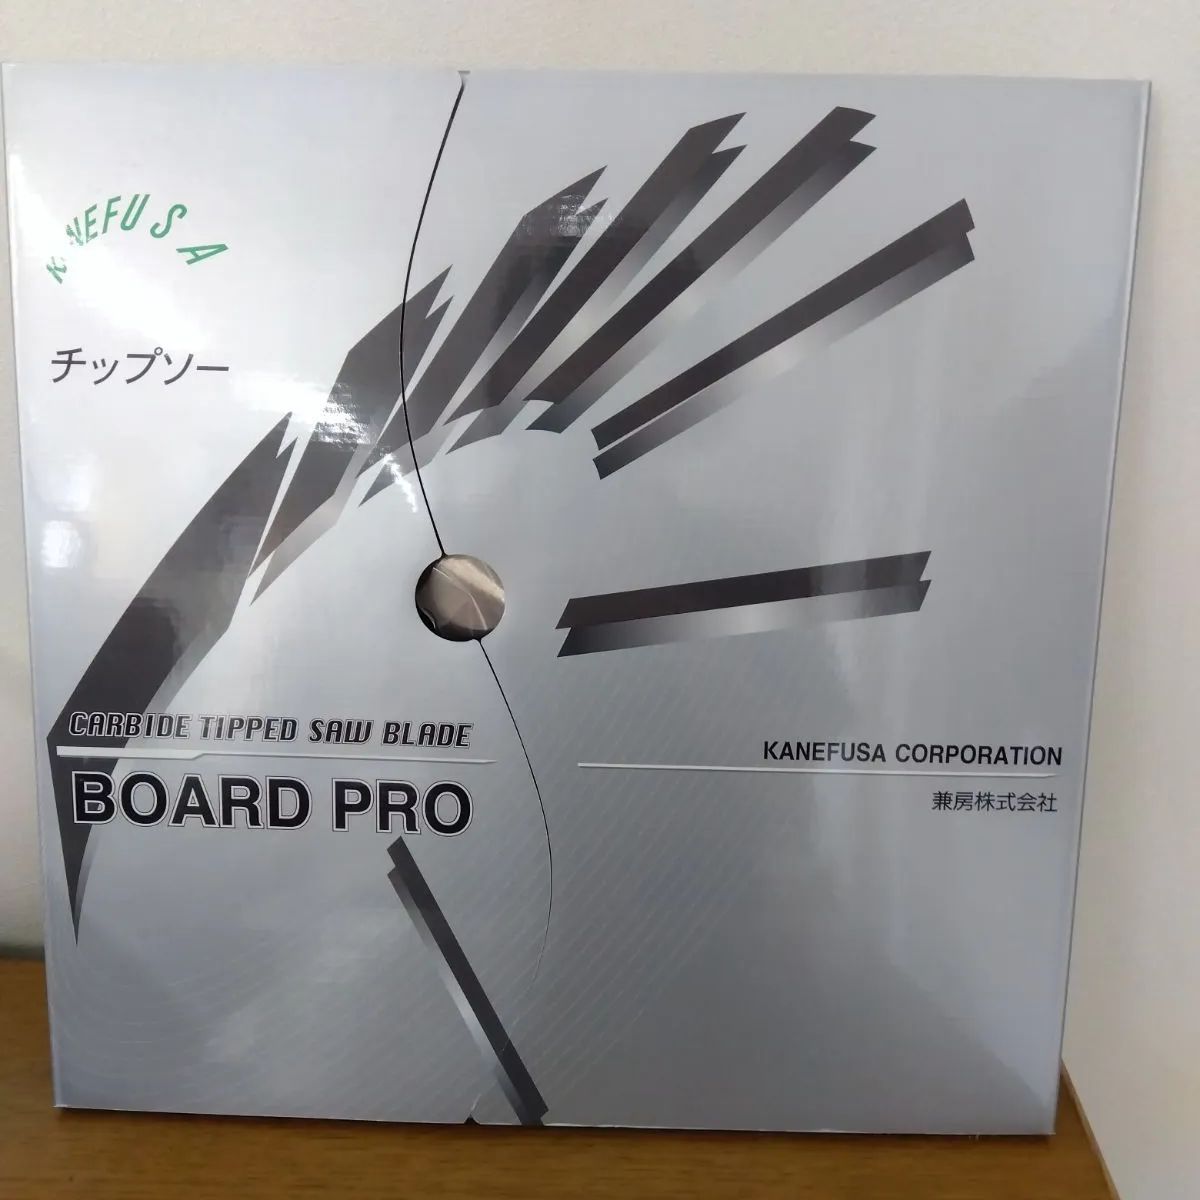 KANEFUSA
チップソー
CARBIDE TIPPED SAW BLADE
BOARD PRO
KANEFUSA CORPORATION
兼房株式会社